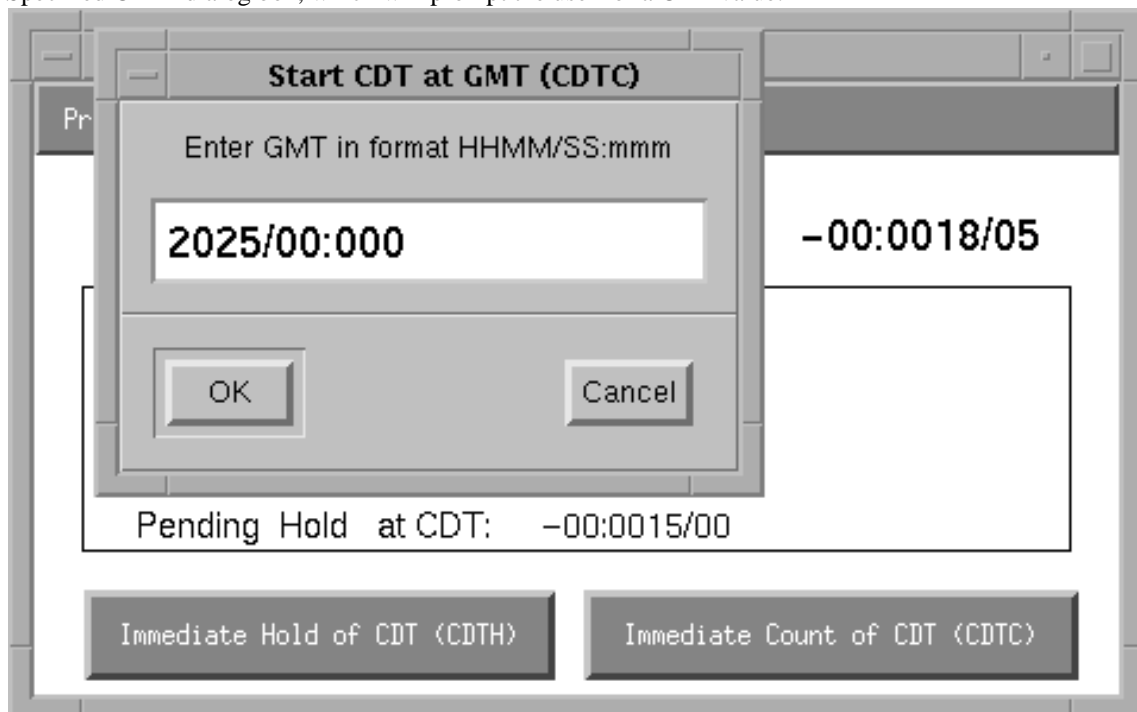 Start CDT at GMT (CDTC)
Pr
Enter GMT in format HHMM/SS:mmm
2025/00:000
−00:0018/05
OK
Cancel
Pending Hold at CDT: −00:0015/00
Immediate Hold of CDT (CDTH)
Immediate Count of CDT (CDTC)